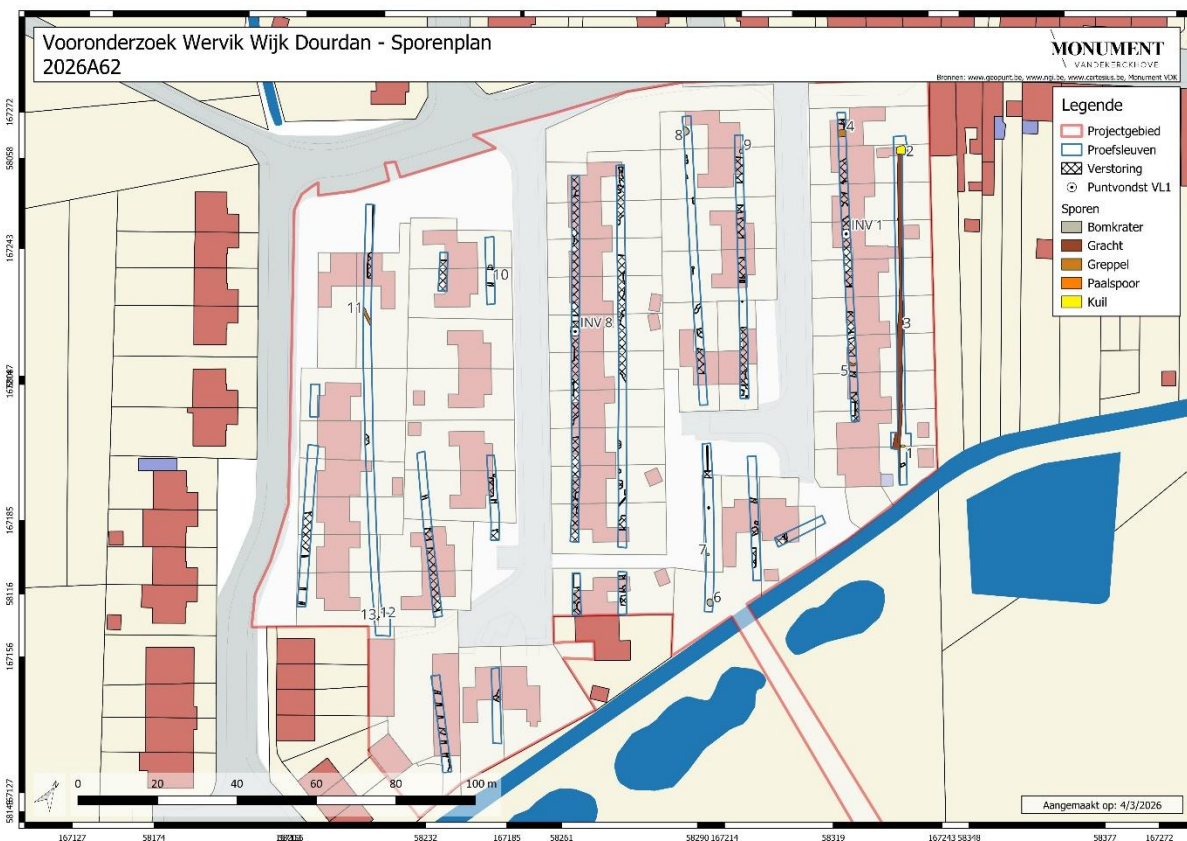 Vooronderzoek Wervik Wijk Dourdan - Sporenplan
2026A62
MONUMENT
VANDEKERCKHOVE
Bronnen: www.geopunt.be, www.ngi.be, www.cartesius.be, Monument VDK
Legende
Projectgebied
Proefsleuven
Verstoring
Puntvondst VL1
Sporen
Bomkrater
Gracht
Greppel
Paalspoor
Kuil
167272
58058
167243
167185
58116
167156
167127
8
9
4
2
INV 1
10
11
INV 8
3
5
1
7
6
13
12
0 20 40 60 80 100 m
Aangemaakt op: 4/3/2026
167127 58174 58232 167185 58261 58290 167214 58319 167243 58348 58377 167272